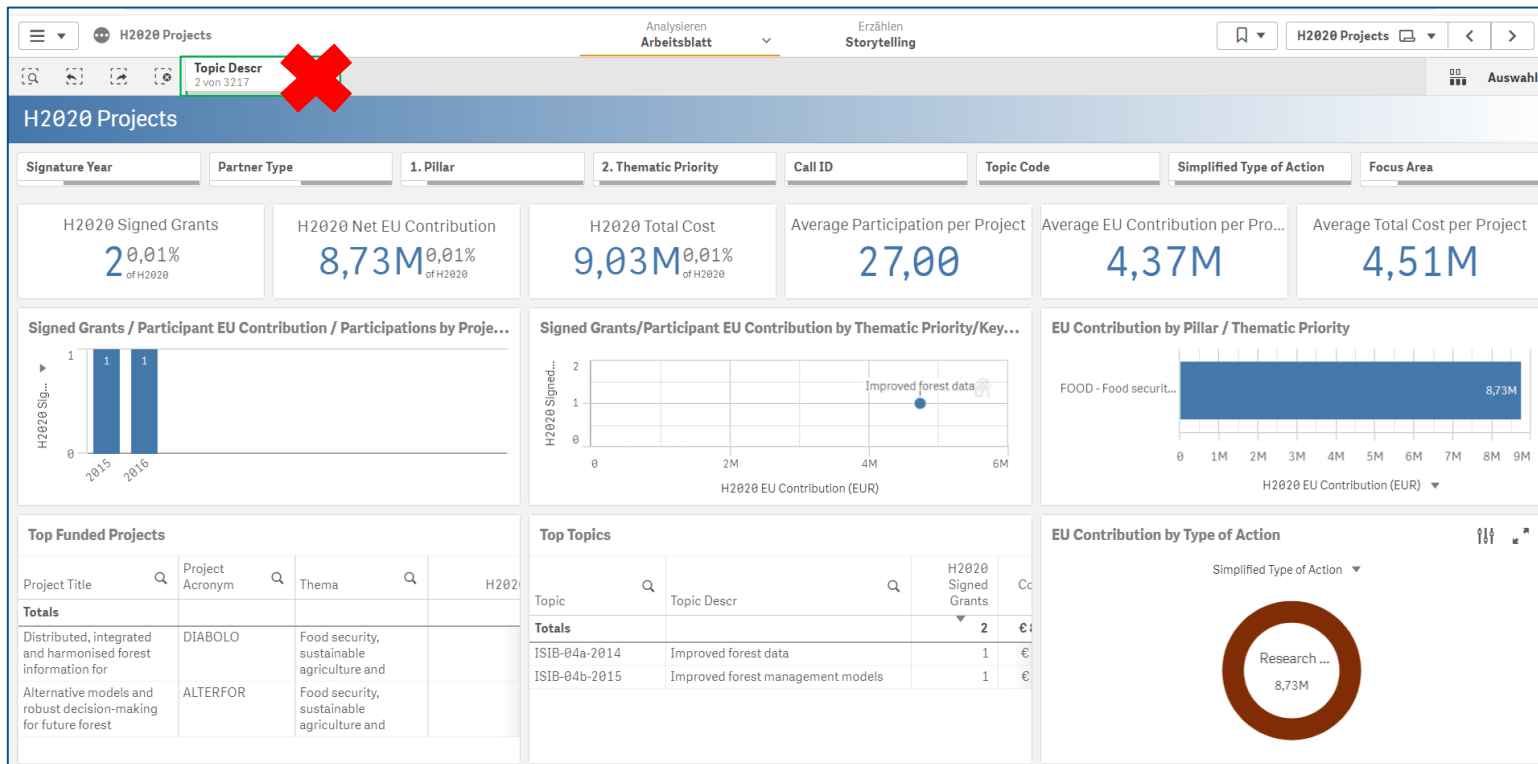 H2020 Projects
Analysieren
Arbeitsblatt
Erzählen
Storytelling
H2020 Projects
Topic Descr
2 von 3217
Auswahl
H2020 Projects
Signature Year
Partner Type
1. Pillar
2. Thematic Priority
Call ID
Topic Code
Simplified Type of Action
Focus Area
H2020 Signed Grants
2 0,01%
of H2020
H2020 Net EU Contribution
8,73M 0,01%
of H2020
H2020 Total Cost
9,03M 0,01%
of H2020
Average Participation per Project
27,00
Average EU Contribution per Pro...
4,37M
Average Total Cost per Project
4,51M
Signed Grants / Participant EU Contribution / Participations by Proje...
H2020 Sig...
1
0
1
1
2015
2016
Signed Grants/Participant EU Contribution by Thematic Priority/Key...
H2020 Signed...
2
1
0
Improved forest data
0
2M
4M
6M
H2020 EU Contribution (EUR)
EU Contribution by Pillar / Thematic Priority
FOOD - Food securit...
8,73M
0 1M 2M 3M 4M 5M 6M 7M 8M 9M
H2020 EU Contribution (EUR)
Top Funded Projects
Project Title
Project
Acronym
Thema
H202
Totals
Distributed, integrated
and harmonised forest
information for
DIABOLO
Food security,
sustainable
agriculture and
Alternative models and
robust decision-making
for future forest
ALTERFOR
Food security,
sustainable
agriculture and
Top Topics
Topic
Topic Descr
H2020
Signed
Grants
Totals
2
€
ISIB-04a-2014
Improved forest data
1
€
ISIB-04b-2015
Improved forest management models
1
€
EU Contribution by Type of Action
Simplified Type of Action
Research ...
8,73M